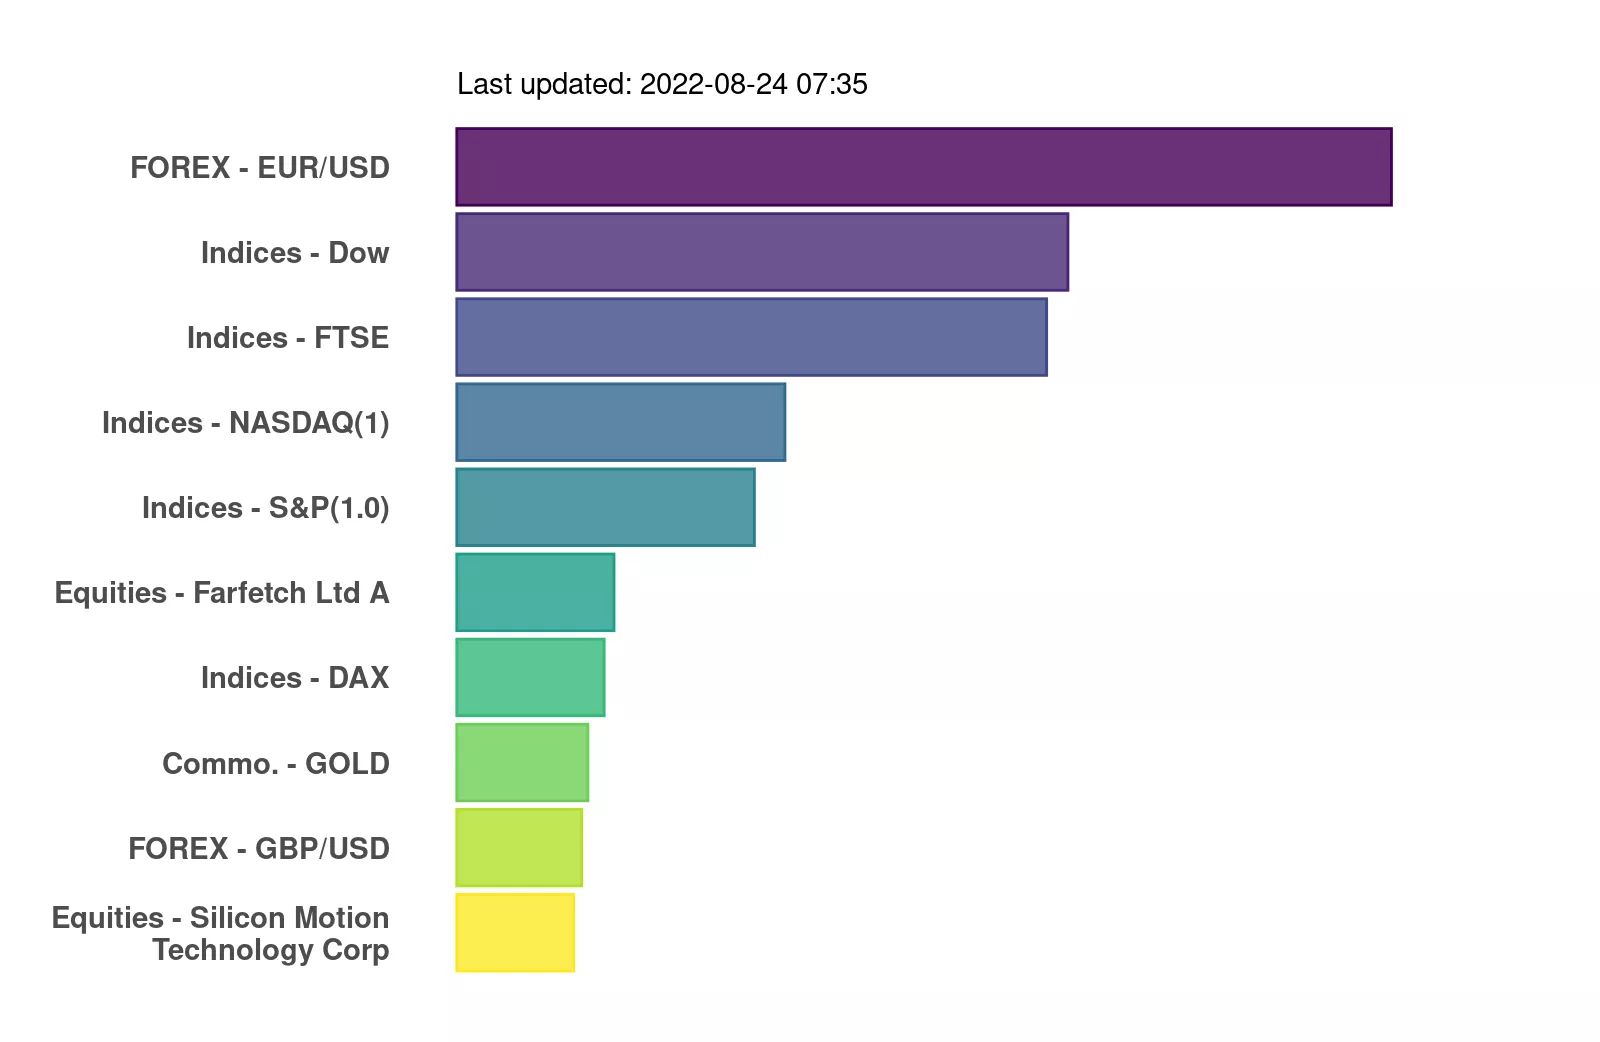 Last updated: 2022-08-24 07:35
FOREX - EUR/USD
Indices - Dow
Indices - FTSE
Indices - NASDAQ(1)
Indices - S&P(1.0)
Equities - Farfetch Ltd A
Indices - DAX
Commo. - GOLD
FOREX - GBP/USD
Equities - Silicon Motion
Technology Corp